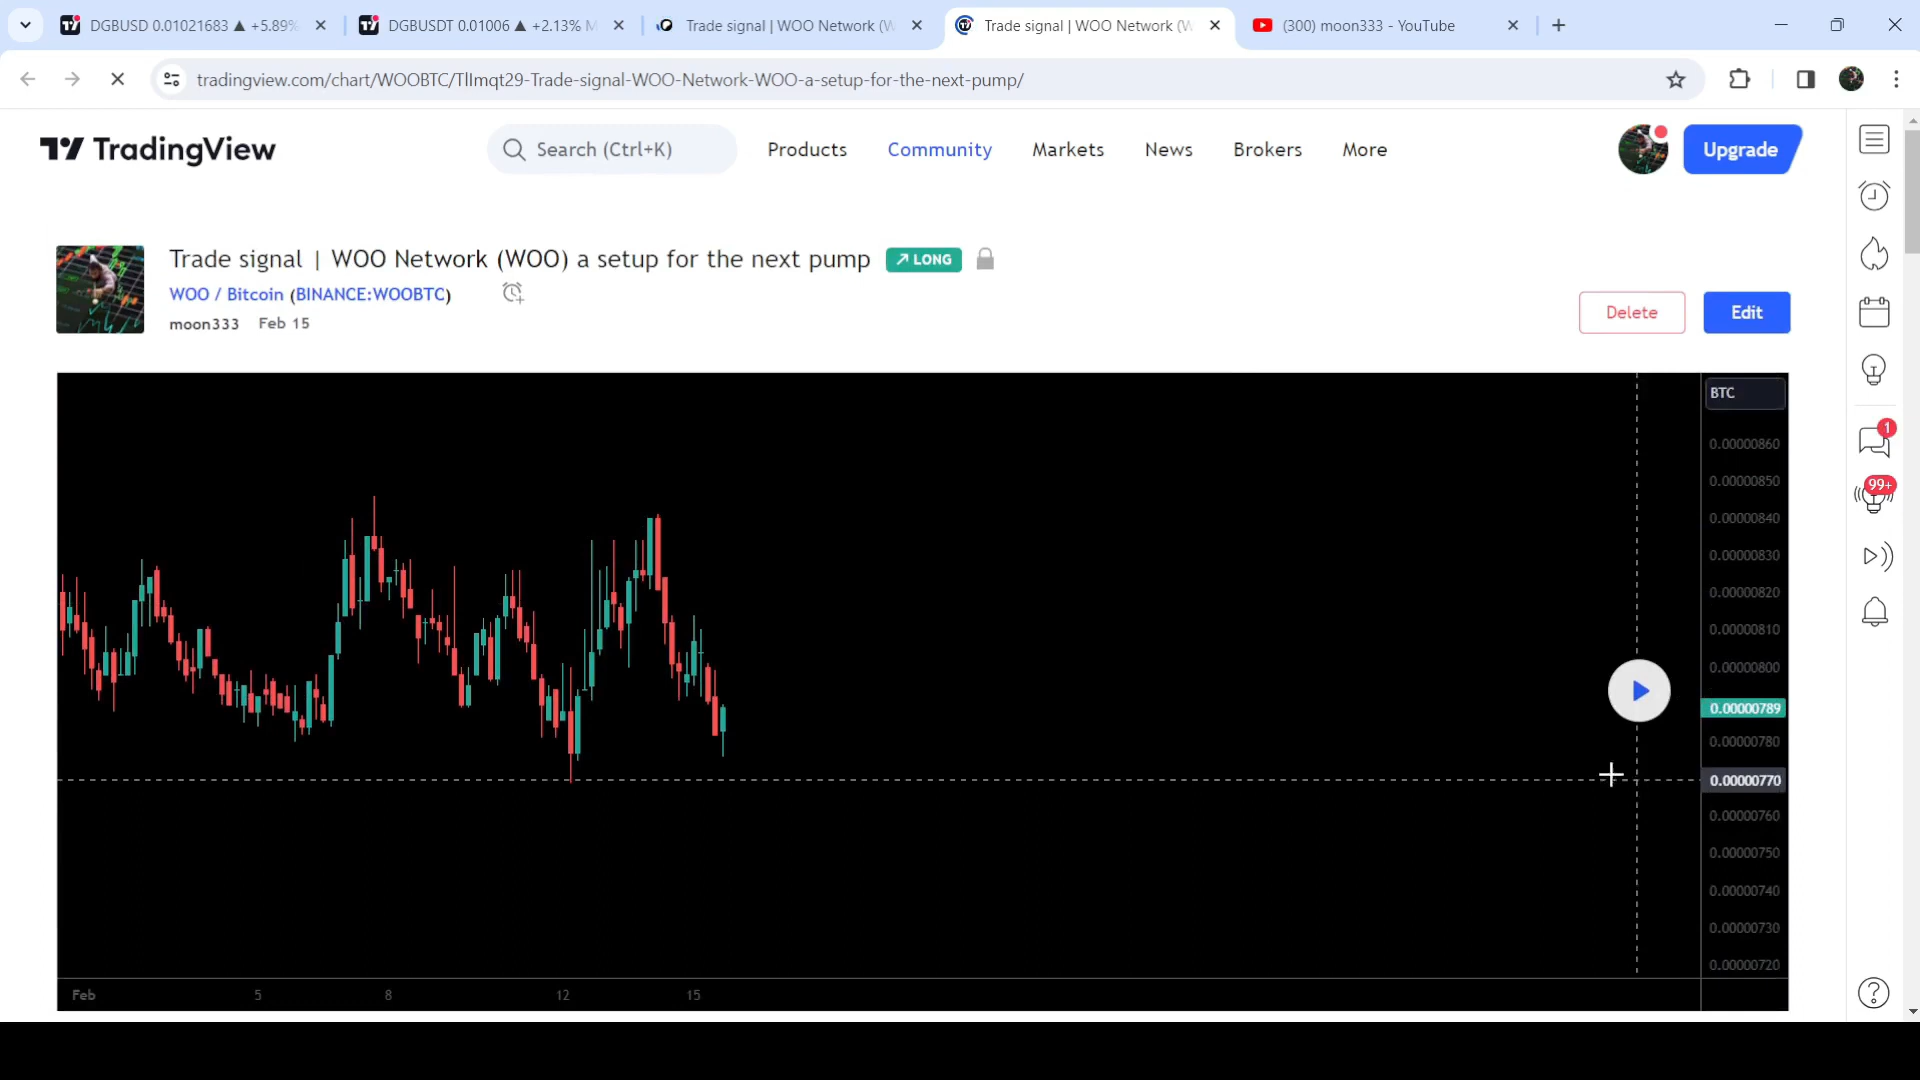 DGBUSD 0.01021683 ▲ +5.89%
DGBUSDT 0.01006 ▲ +2.13% M
Trade signal | WOO Network (W
Trade signal | WOO Network (W
(300) moon333 - YouTube
tradingview.com/chart/WOOBTC/TlImqt29-Trade-signal-WOO-Network-WOO-a-setup-for-the-next-pump/
TradingView
Search (Ctrl+K)
Products
Community
Markets
News
Brokers
More
Upgrade
Trade signal | WOO Network (WOO) a setup for the next pump
LONG
WOO / Bitcoin (BINANCE:WOOBTC)
moon333 Feb 15
Delete
Edit
BTC
0.00000860
0.00000850
0.00000840
0.00000830
0.00000820
0.00000810
0.00000800
0.00000789
0.00000780
0.00000770
0.00000760
0.00000750
0.00000740
0.00000730
0.00000720
Feb
5
8
12
15
1
99+